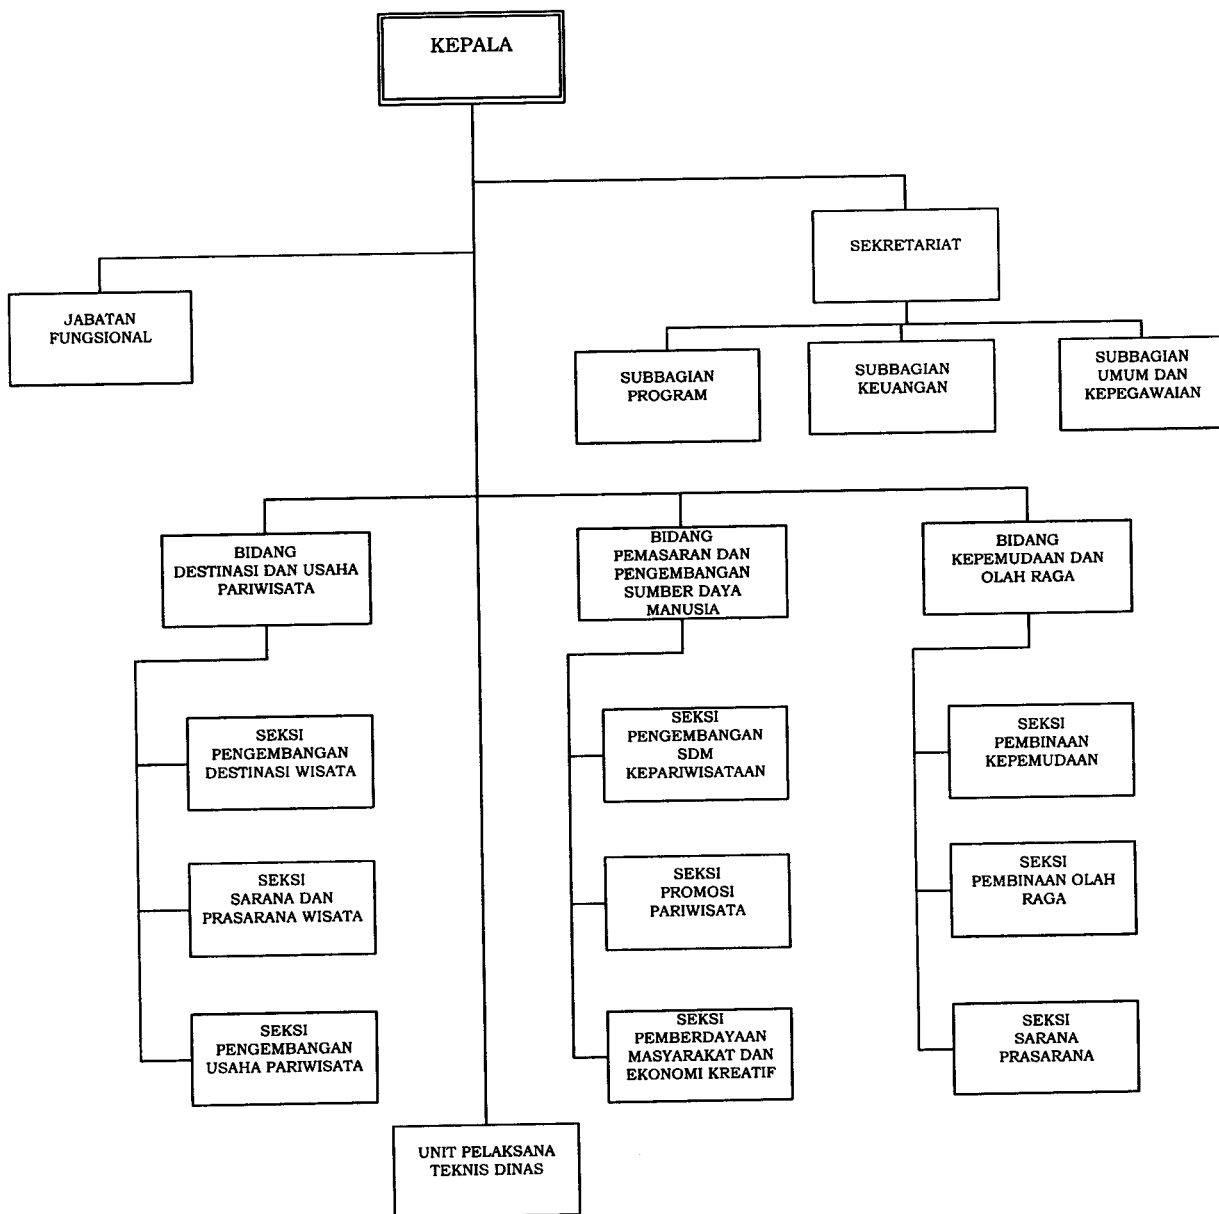 KEPALA
SEKRETARIAT
JABATAN
FUNGSIONAL
SUBBAGIAN
PROGRAM
SUBBAGIAN
KEUANGAN
SUBBAGIAN
UMUM DAN
KEPEGAWAIAN
BIDANG
DESTINASI DAN USAHA
PARIWISATA
BIDANG
PEMASARAN DAN
PENGEMBANGAN
SUMBER DAYA
MANUSIA
BIDANG
KEPEMUDAAN DAN
OLAH RAGA
SEKSI
PENGEMBANGAN
DESTINASI WISATA
SEKSI
PENGEMBANGAN
SDM
KEPARIWISATAAN
SEKSI
PEMBINAAN
KEPEMUDAAN
SEKSI
SARANA DAN
PRASARANA WISATA
SEKSI
PROMOSI
PARIWISATA
SEKSI
PEMBINAAN OLAH
RAGA
SEKSI
PENGEMBANGAN
USAHA PARIWISATA
SEKSI
PEMBERDAYAAN
MASYARAKAT DAN
EKONOMI KREATIF
SEKSI
SARANA
PRASARANA
UNIT PELAKSANA
TEKNIS DINAS